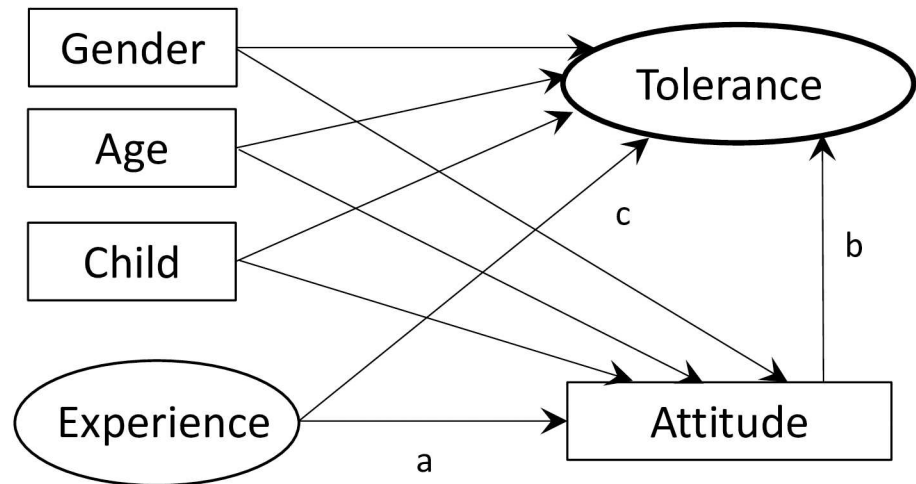 Gender
Tolerance
Age
Child
c
b
Experience
Attitude
a